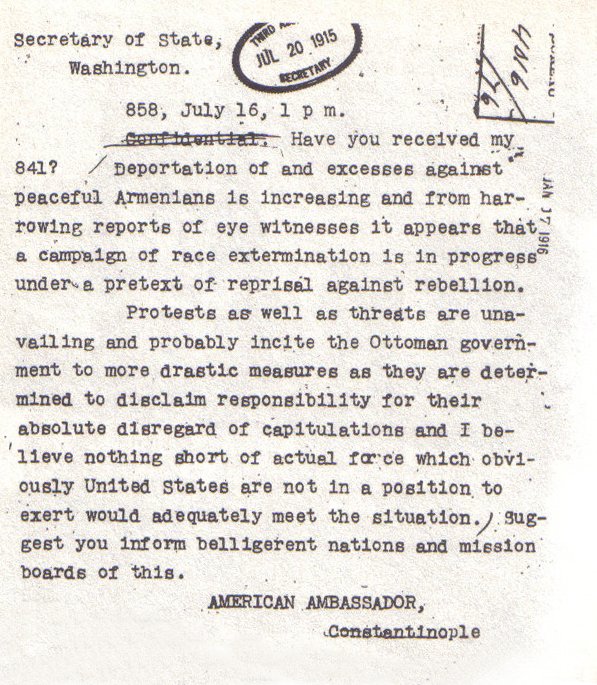 Secretary of State,
Washington.
THIRD
JUL 20 1915
SECRETARY
858, July 16, 1 p m.
Confidential. Have you received my
841? Deportation of and excesses against
peaceful Armenians is increasing and from har-
rowing reports of eye witnesses it appears that
a campaign of race extermination is in progress
under a pretext of reprisal against rebellion.
Protests as well as threats are una-
vailing and probably incite the Ottoman govern-
ment to more drastic measures as they are deter-
mined to disclaim responsibility for their
absolute disregard of capitulations and I be-
lieve nothing short of actual force which obvi-
ously United States are not in a position to
exert would adequately meet the situation. Sug-
gest you inform belligerent nations and mission
boards of this.
AMERICAN AMBASSADOR,
Constantinople
JAN 27 1916